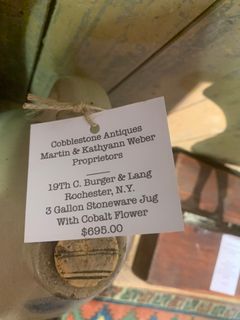 Cobblestone Antiques
Martin & Kathyann Weber
Proprietors
19Th C. Burger & Lang
Rochester, N.Y.
3 Gallon Stoneware Jug
With Cobalt Flower
$695.00